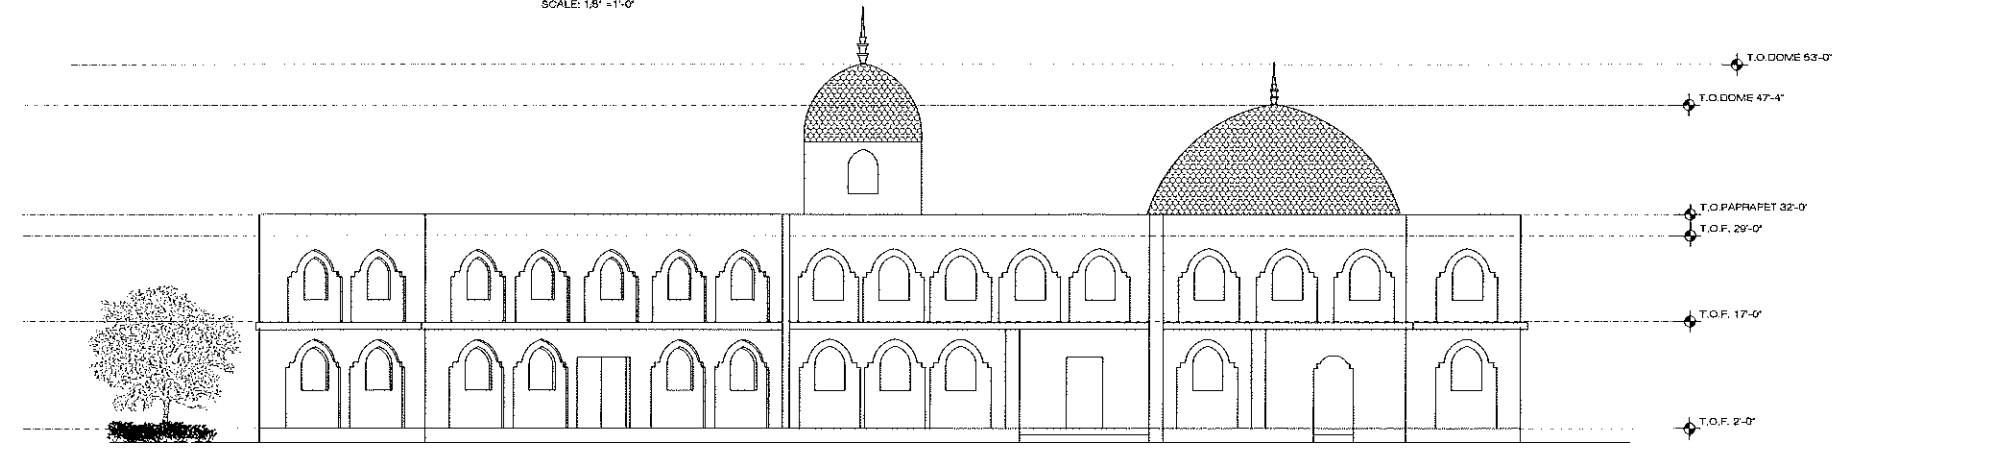 SCALE: 1/8" =1'-0"
T.O.DOME 53'-0"
T.O.DOME 47'-4"
T.O.PAPRAPET 32'-0"
T.O.F. 29'-0"
T.O.F. 17'-0"
T.O.F. 2'-0"